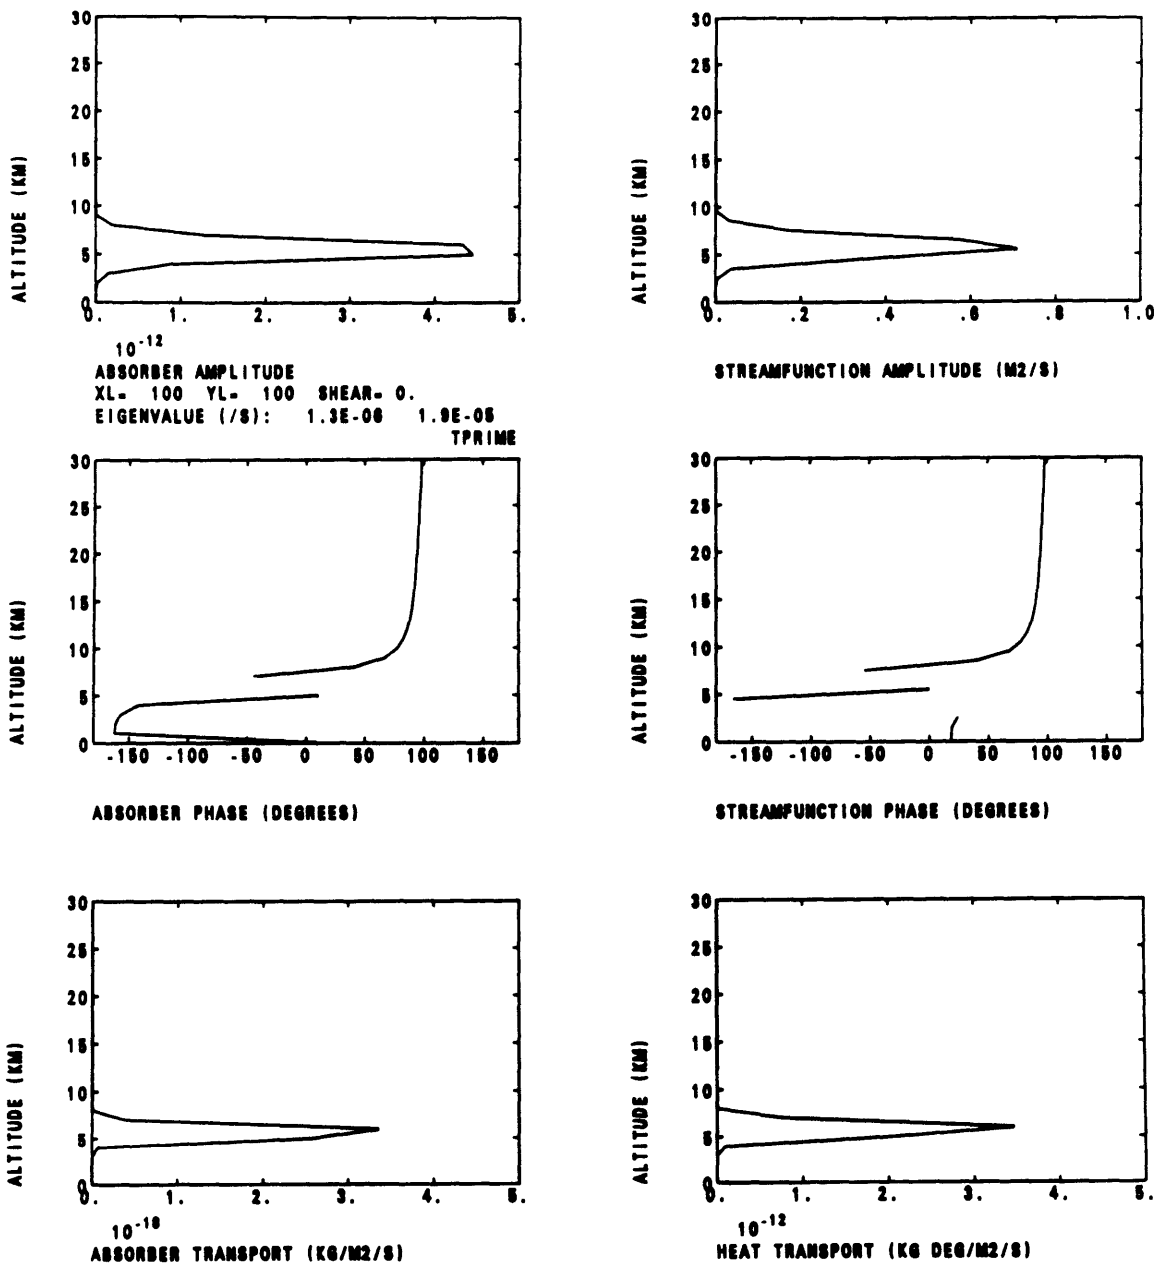 30
25
20
15
10
5
0
ALTITUDE (KM)
0. 1. 2. 3. 4. 5.
10-12
ABSORBER AMPLITUDE
XL= 100 YL= 100 SHEAR= 0.
EIGENVALUE (/S): 1.3E-06 1.9E-05
TPRIME
30
25
20
15
10
5
0
ALTITUDE (KM)
0. .2 .4 .6 .8 1.0
STREAMFUNCTION AMPLITUDE (M2/S)
30
25
20
15
10
5
0
ALTITUDE (KM)
-150 -100 -50 0 50 100 150
ABSORBER PHASE (DEGREES)
30
25
20
15
10
5
0
ALTITUDE (KM)
-150 -100 -50 0 50 100 150
STREAMFUNCTION PHASE (DEGREES)
30
25
20
15
10
5
0
ALTITUDE (KM)
0. 1. 2. 3. 4. 5.
ABSORBER TRANSPORT (KG/M2/S)
30
25
20
15
10
5
0
ALTITUDE (KM)
0. 1. 2. 3. 4. 5.
10-12
HEAT TRANSPORT (KG DEG/M2/S)